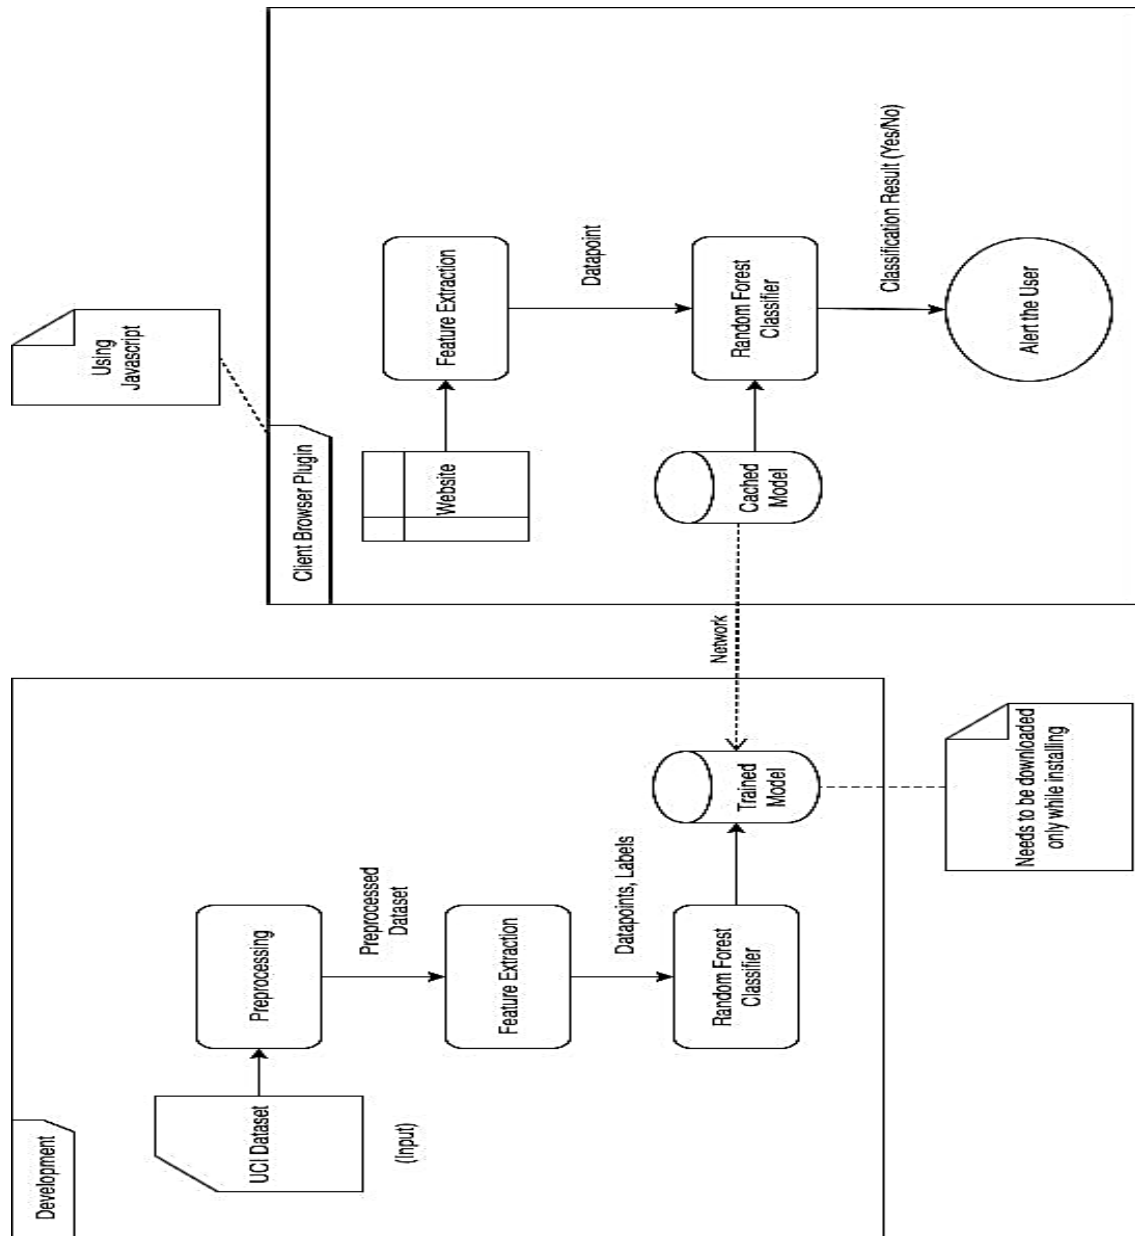 Development
UCI Dataset
(Input)
Preprocessing
Preprocessed
Dataset
Feature Extraction
Datapoints, Labels
Random Forest
Classifier
Trained
Model
Needs to be downloaded
only while installing
Network
Client Browser Plugin
Using
Javascript
Website
Feature Extraction
Datapoint
Cached
Model
Random Forest
Classifier
Classification Result (Yes/No)
Alert the User